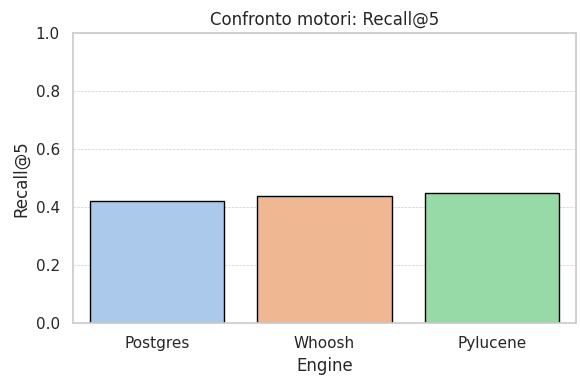 Confronto motori: Recall@5
Recall@5
1.0
0.8
0.6
0.4
0.2
0.0
Postgres
Whoosh
Pylucene
Engine